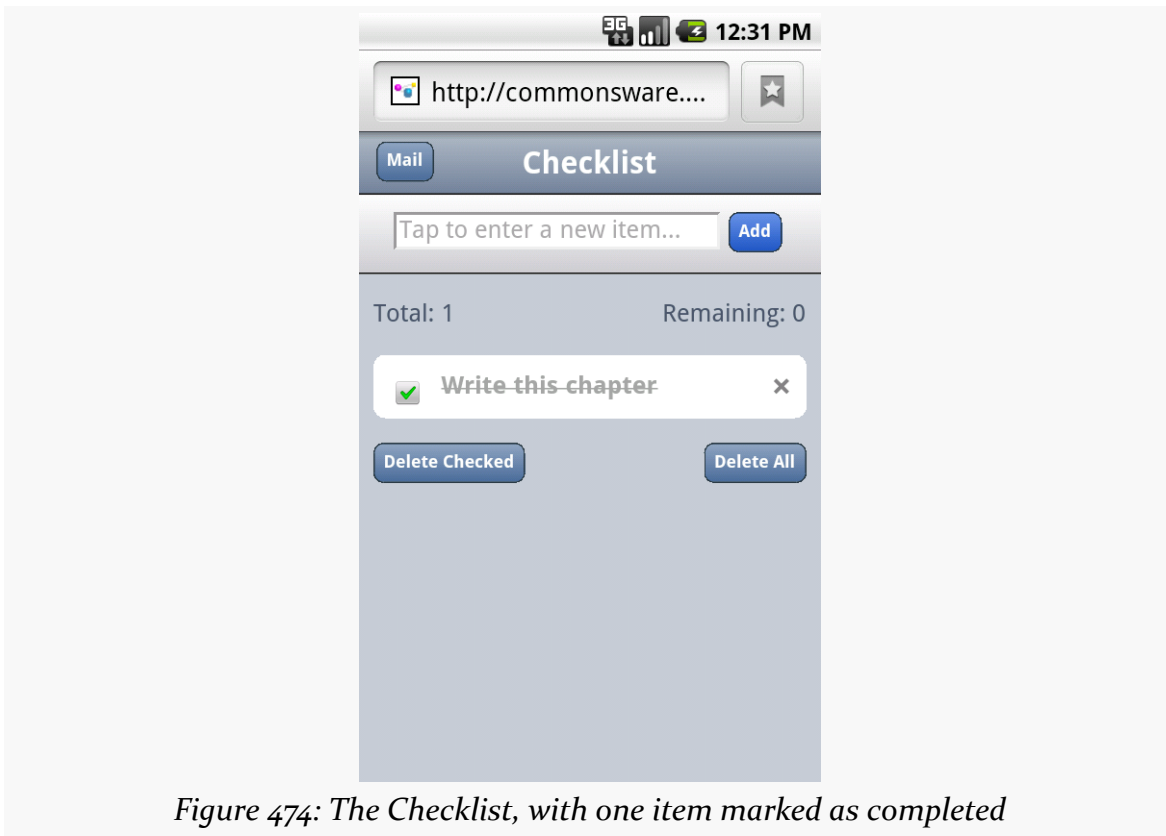 3G 12:31 PM
http://commonsware....
Mail Checklist
Tap to enter a new item... Add
Total: 1 Remaining: 0
Write this chapter ×
Delete Checked Delete All
Figure 474: The Checklist, with one item marked as completed